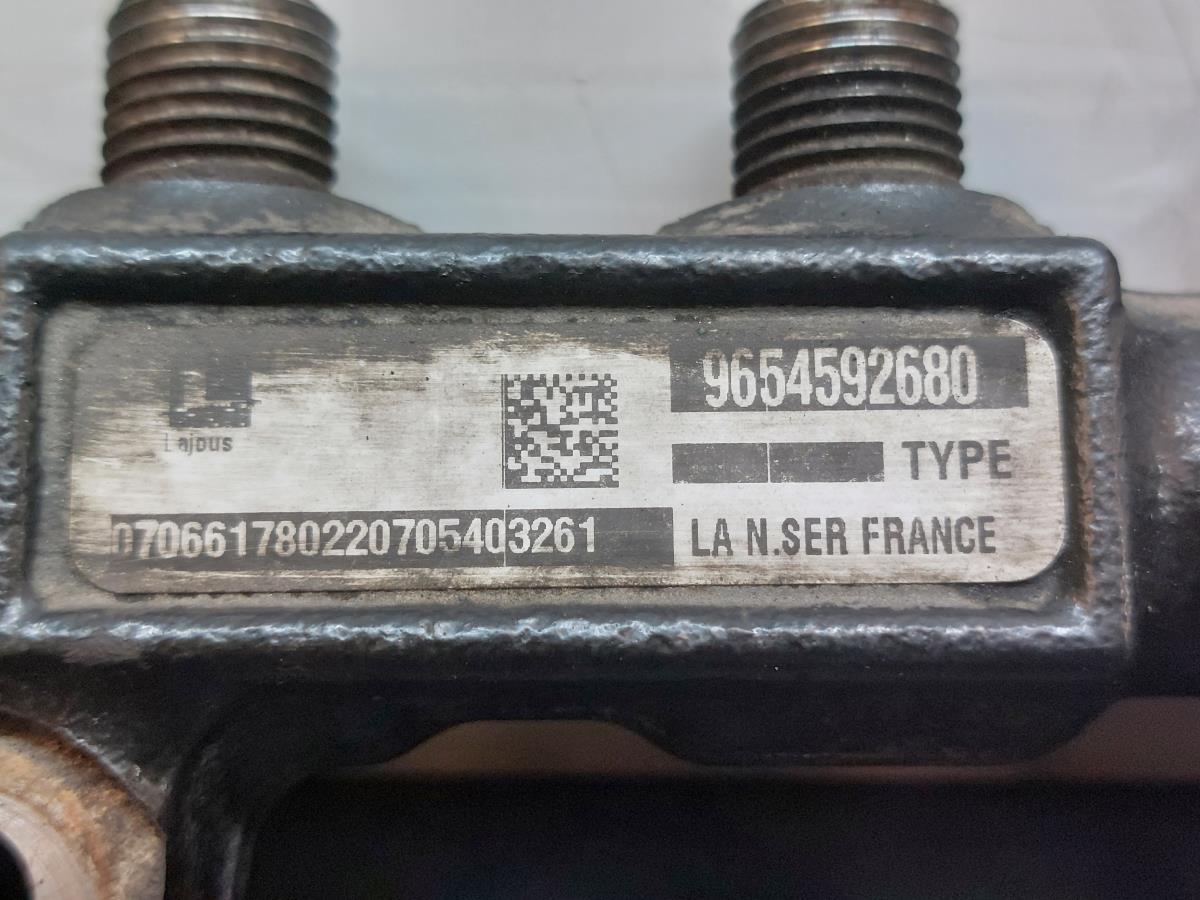 9654592680
Lajous
TYPE
070661780220705403261
LA N.SER FRANCE